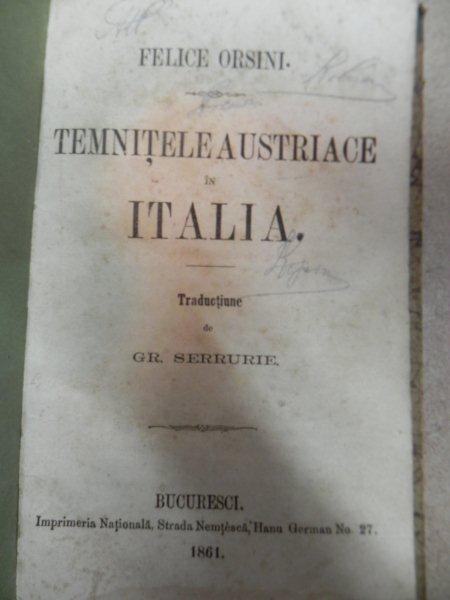 FELICE ORSINI.
TEMNIȚELE AUSTRIACE
ÎN
ITALIA.
Traducțiune
de
GR. SERRURIE.
BUCURESCI.
Imprimeria Națională, Strada Nemțéscă, Hanu German No. 27.
1861.